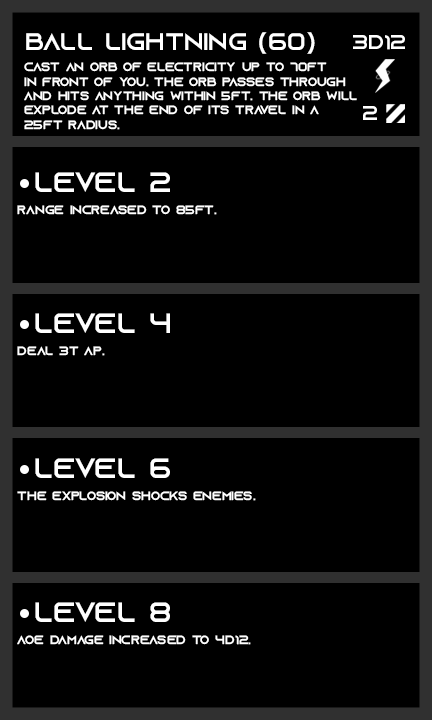 BALL LIGHTNING (60)
3D12
CAST AN ORB OF ELECTRICITY UP TO 70FT
IN FRONT OF YOU. THE ORB PASSES THROUGH
AND HITS ANYTHING WITHIN 5FT. THE ORB WILL
EXPLODE AT THE END OF ITS TRAVEL IN A
25FT RADIUS.
2
•LEVEL 2
RANGE INCREASED TO 85FT.
•LEVEL 4
DEAL 3T AP.
•LEVEL 6
THE EXPLOSION SHOCKS ENEMIES.
•LEVEL 8
AOE DAMAGE INCREASED TO 4D12.